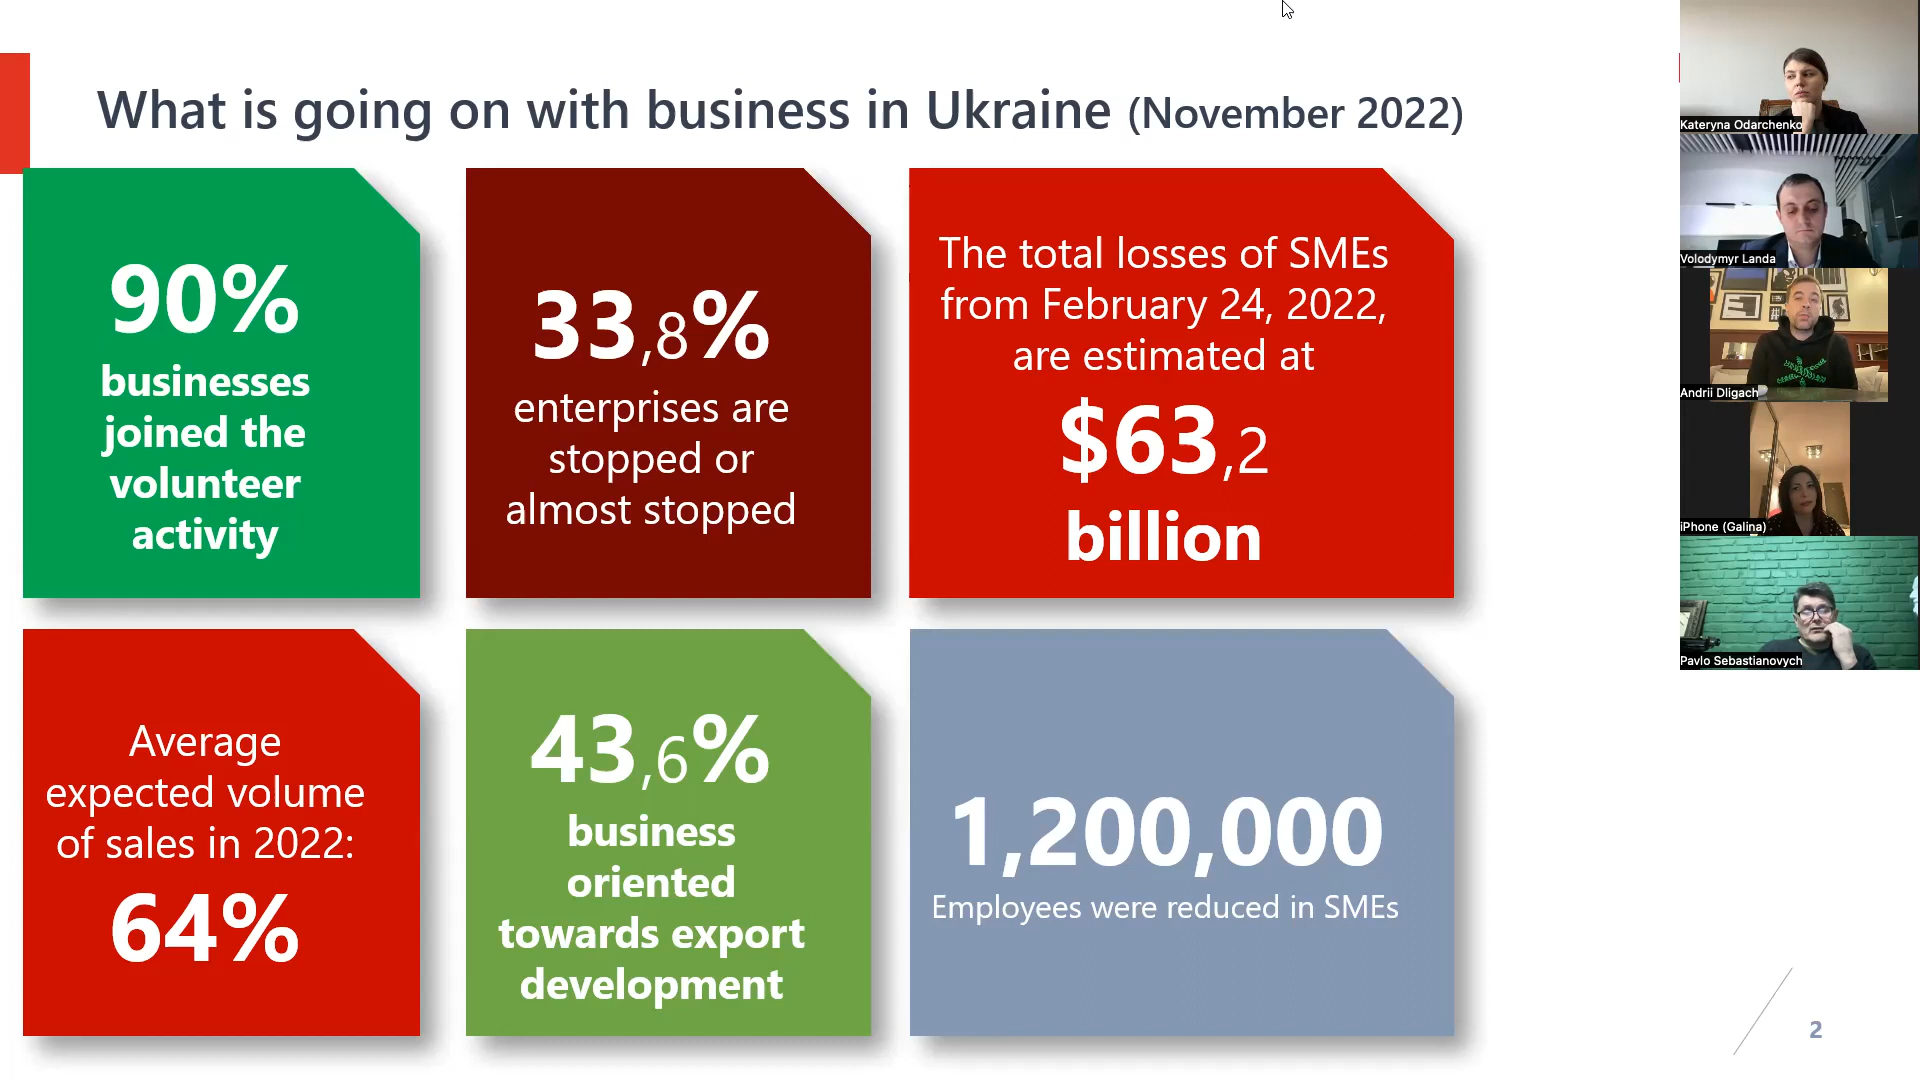 What is going on with business in Ukraine (November 2022)
90%
businesses
joined the
volunteer
activity
33,8%
enterprises are
stopped or
almost stopped
The total losses of SMEs
from February 24, 2022,
are estimated at
$63,2
billion
Average
expected volume
of sales in 2022:
64%
43,6%
business
oriented
towards export
development
1,200,000
Employees were reduced in SMEs
2
Kateryna Odarchenko
Volodymyr Landa
Andrii Dligach
iPhone (Galina)
Pavlo Sebastianovych